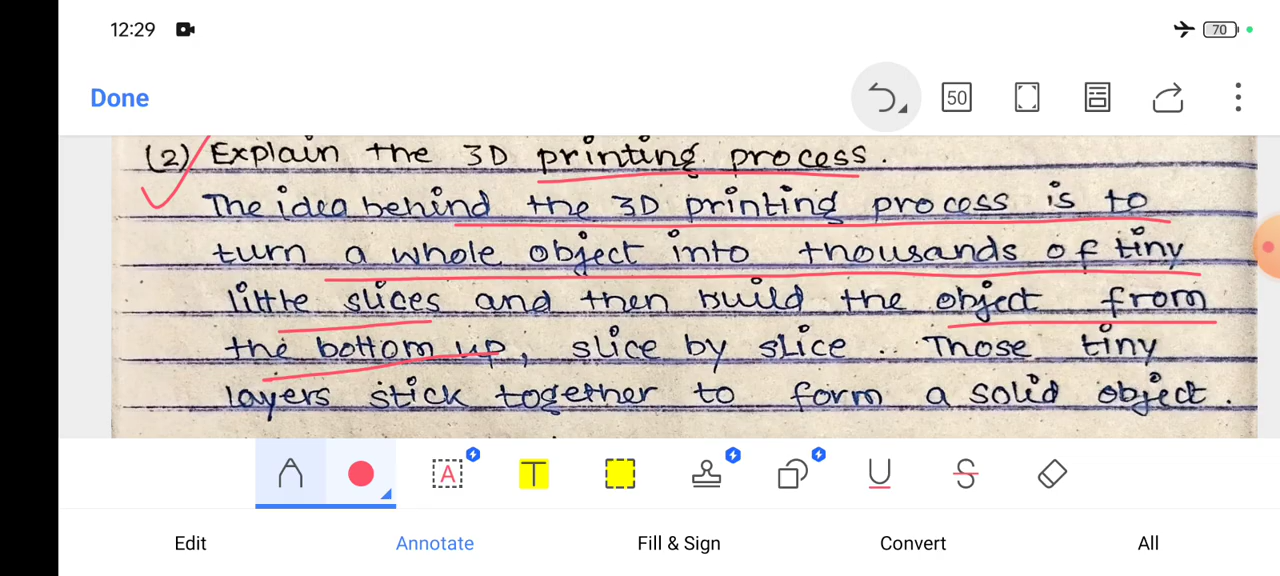 12:29
70
Done
50
(2) Explain the 3D printing process.
The idea behind the 3D printing process is to
turn a whole object into thousands of tiny
little slices and then build the object from
the bottom up, slice by slice. Those tiny
layers stick together to form a solid object.
A
T
U
S
Edit
Annotate
Fill & Sign
Convert
All